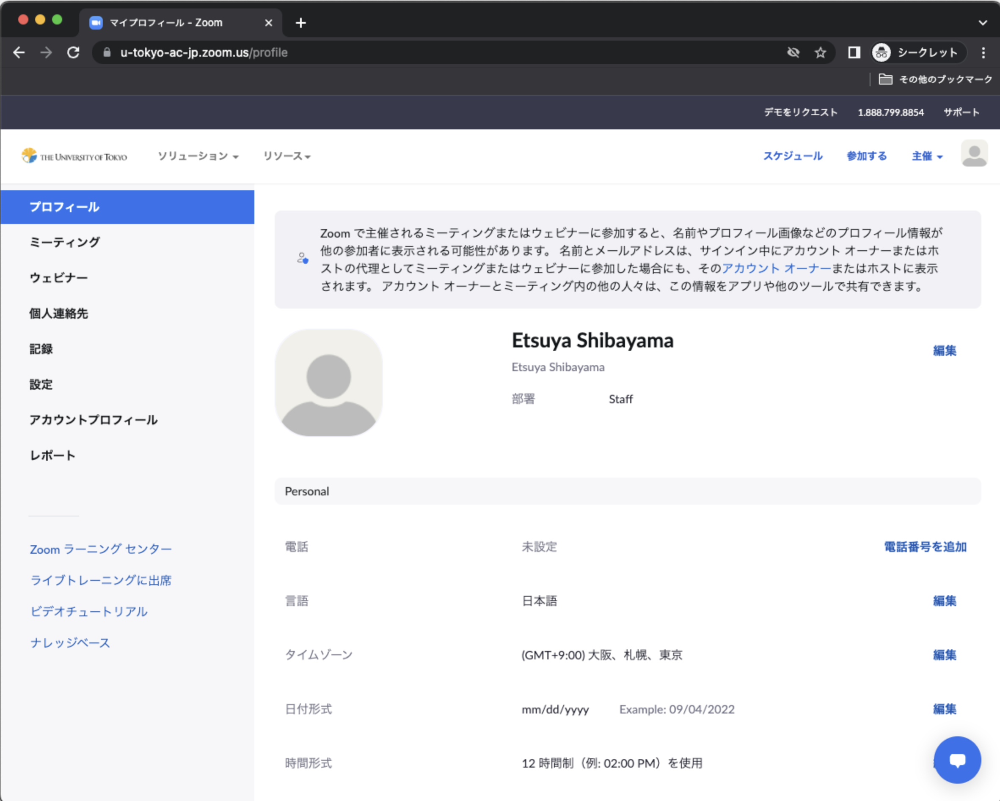 マイプロフィール - Zoom
u-tokyo-ac-jp.zoom.us/profile
シークレット
その他のブックマーク
デモをリクエスト 1.888.799.8854 サポート
THE UNIVERSITY OF TOKYO ソリューション リソース スケジュール 参加する 主催
プロフィール
ミーティング
ウェビナー
個人連絡先
記録
設定
アカウントプロフィール
レポート
Zoom ラーニング センター
ライブトレーニングに出席
ビデオチュートリアル
ナレッジベース
Zoom で主催されるミーティングまたはウェビナーに参加すると、名前やプロフィール画像などのプロフィール情報が
他の参加者に表示される可能性があります。 名前とメールアドレスは、サインイン中にアカウント オーナーまたはホ
ストの代理としてミーティングまたはウェビナーに参加した場合にも、そのアカウント オーナーまたはホストに表示
されます。 アカウント オーナーとミーティング内の他の人々は、この情報をアプリや他のツールで共有できます。
Etsuya Shibayama
編集
Etsuya Shibayama
部署 Staff
Personal
電話 未設定 電話番号を追加
言語 日本語 編集
タイムゾーン (GMT+9:00) 大阪、札幌、東京 編集
日付形式 mm/dd/yyyy Example: 09/04/2022 編集
時間形式 12 時間制（例: 02:00 PM）を使用